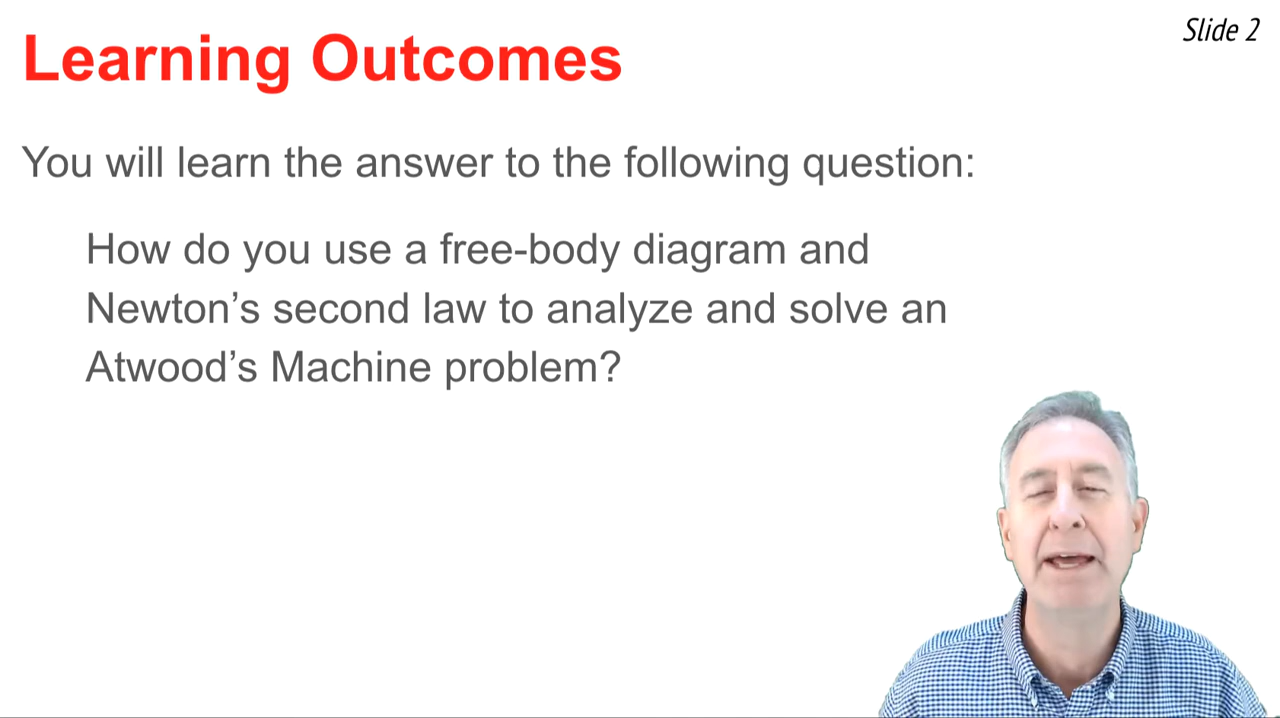 Slide 2
Learning Outcomes
You will learn the answer to the following question:
How do you use a free-body diagram and
Newton’s second law to analyze and solve an
Atwood’s Machine problem?